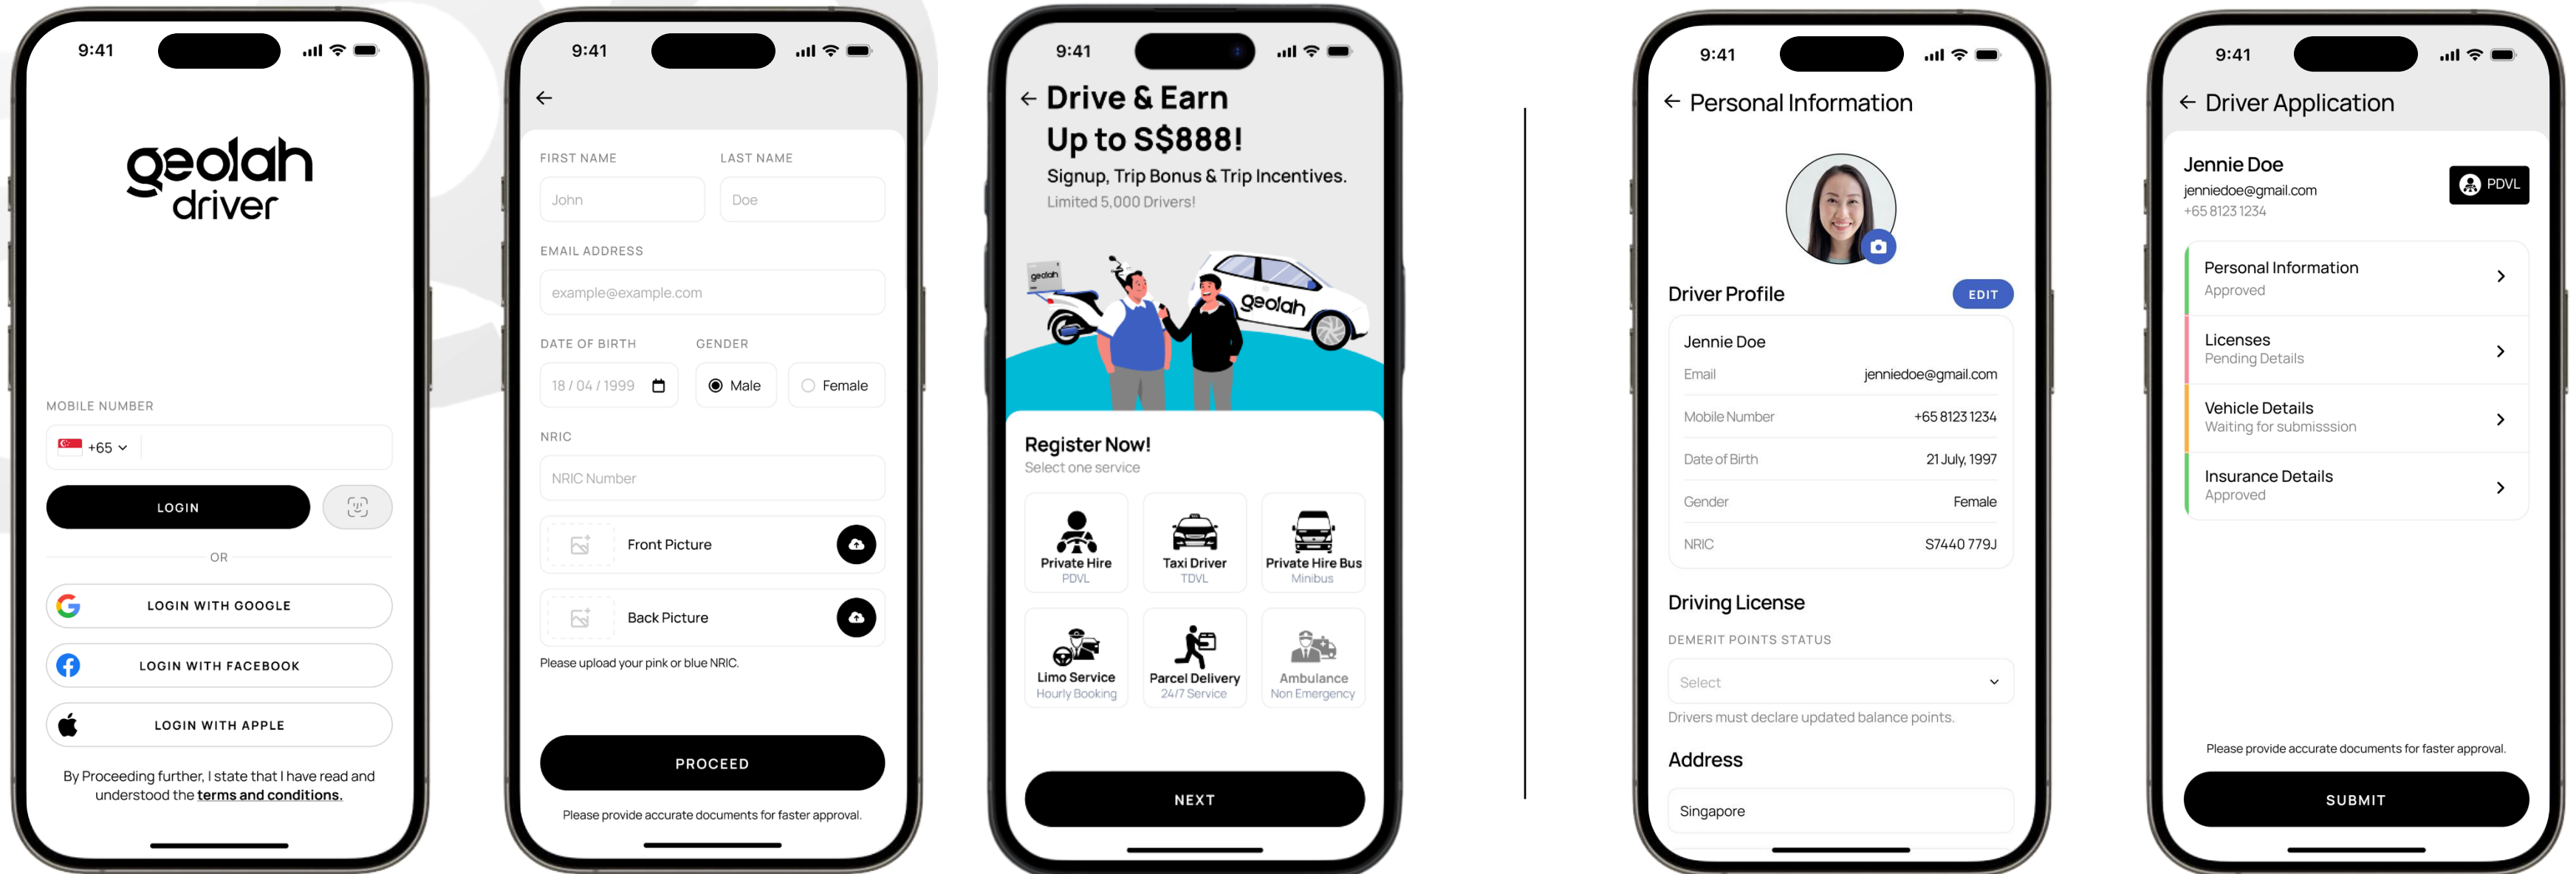 9:41
geolah
driver
MOBILE NUMBER
+65
LOGIN
OR
LOGIN WITH GOOGLE
LOGIN WITH FACEBOOK
LOGIN WITH APPLE
By Proceeding further, I state that I have read and
understood the terms and conditions.
9:41
FIRST NAME LAST NAME
John Doe
EMAIL ADDRESS
example@example.com
DATE OF BIRTH GENDER
18 / 04 / 1999 Male Female
NRIC
NRIC Number
Front Picture
Back Picture
Please upload your pink or blue NRIC.
PROCEED
Please provide accurate documents for faster approval.
9:41
Drive & Earn
Up to S$888!
Signup, Trip Bonus & Trip Incentives.
Limited 5,000 Drivers!
geolah
geolah
Register Now!
Select one service
Private Hire Taxi Driver Private Hire Bus
PDVL TDVL Minibus
Limo Service Parcel Delivery Ambulance
Hourly Booking 24/7 Service Non Emergency
NEXT
9:41
Personal Information
Driver Profile EDIT
Jennie Doe
Email jenniedoe@gmail.com
Mobile Number +65 8123 1234
Date of Birth 21 July, 1997
Gender Female
NRIC S7440 779J
Driving License
DEMERIT POINTS STATUS
Select
Drivers must declare updated balance points.
Address
Singapore
9:41
Driver Application
Jennie Doe
jenniedoe@gmail.com
+65 8123 1234
PDVL
Personal Information
Approved
Licenses
Pending Details
Vehicle Details
Waiting for submisssion
Insurance Details
Approved
Please provide accurate documents for faster approval.
SUBMIT